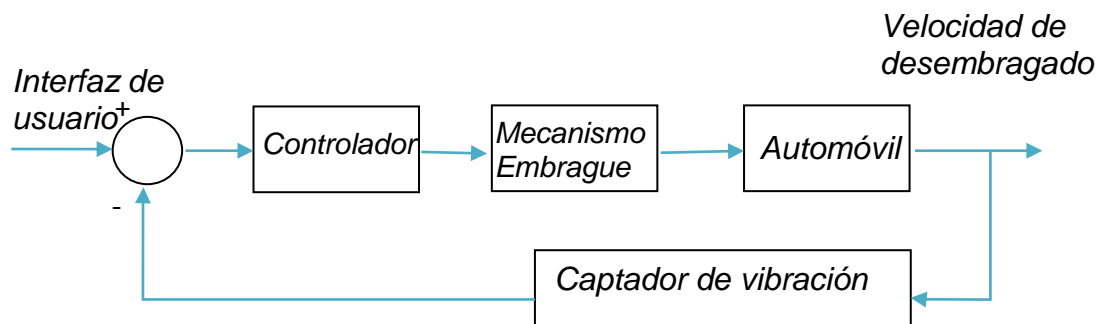 Velocidad de
desembragado
Interfaz de
usuario+
Controlador
Mecanismo
Embrague
Automóvil
-
Captador de vibración